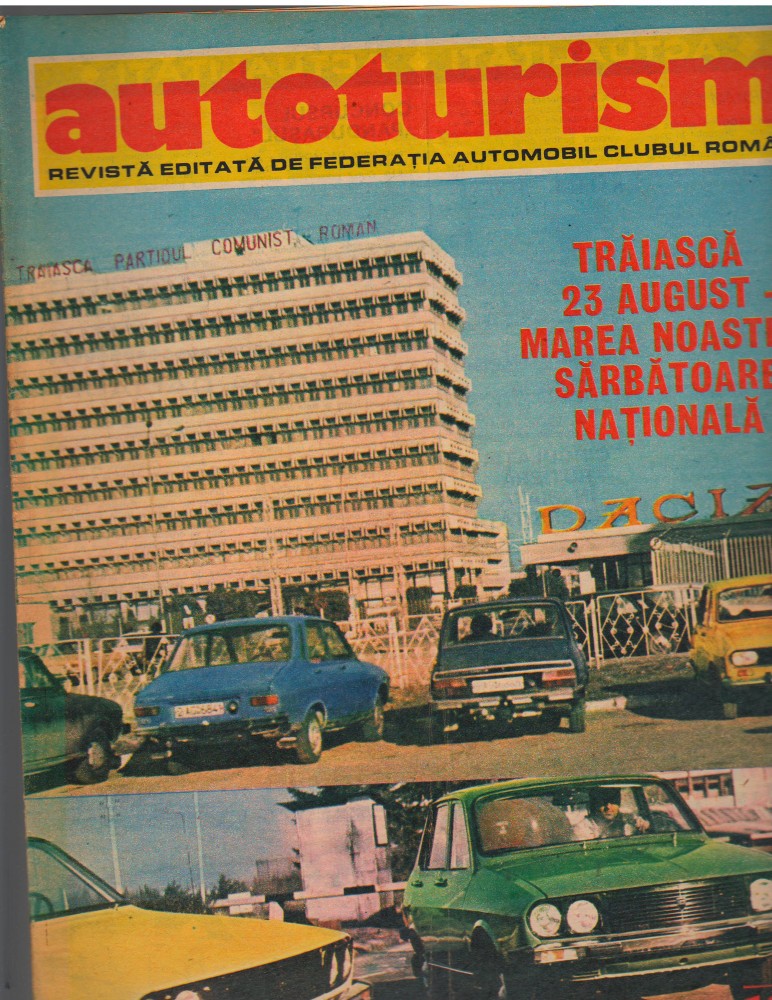 autoturism
REVISTĂ EDITATĂ DE FEDERAȚIA AUTOMOBIL CLUBUL ROMÂ
TRĂIASCĂ PARTIDUL COMUNIST ROMAN
TRĂIASCĂ
23 AUGUST -
MAREA NOASTR
SĂRBĂTOARE
NAȚIONALĂ
DACIA